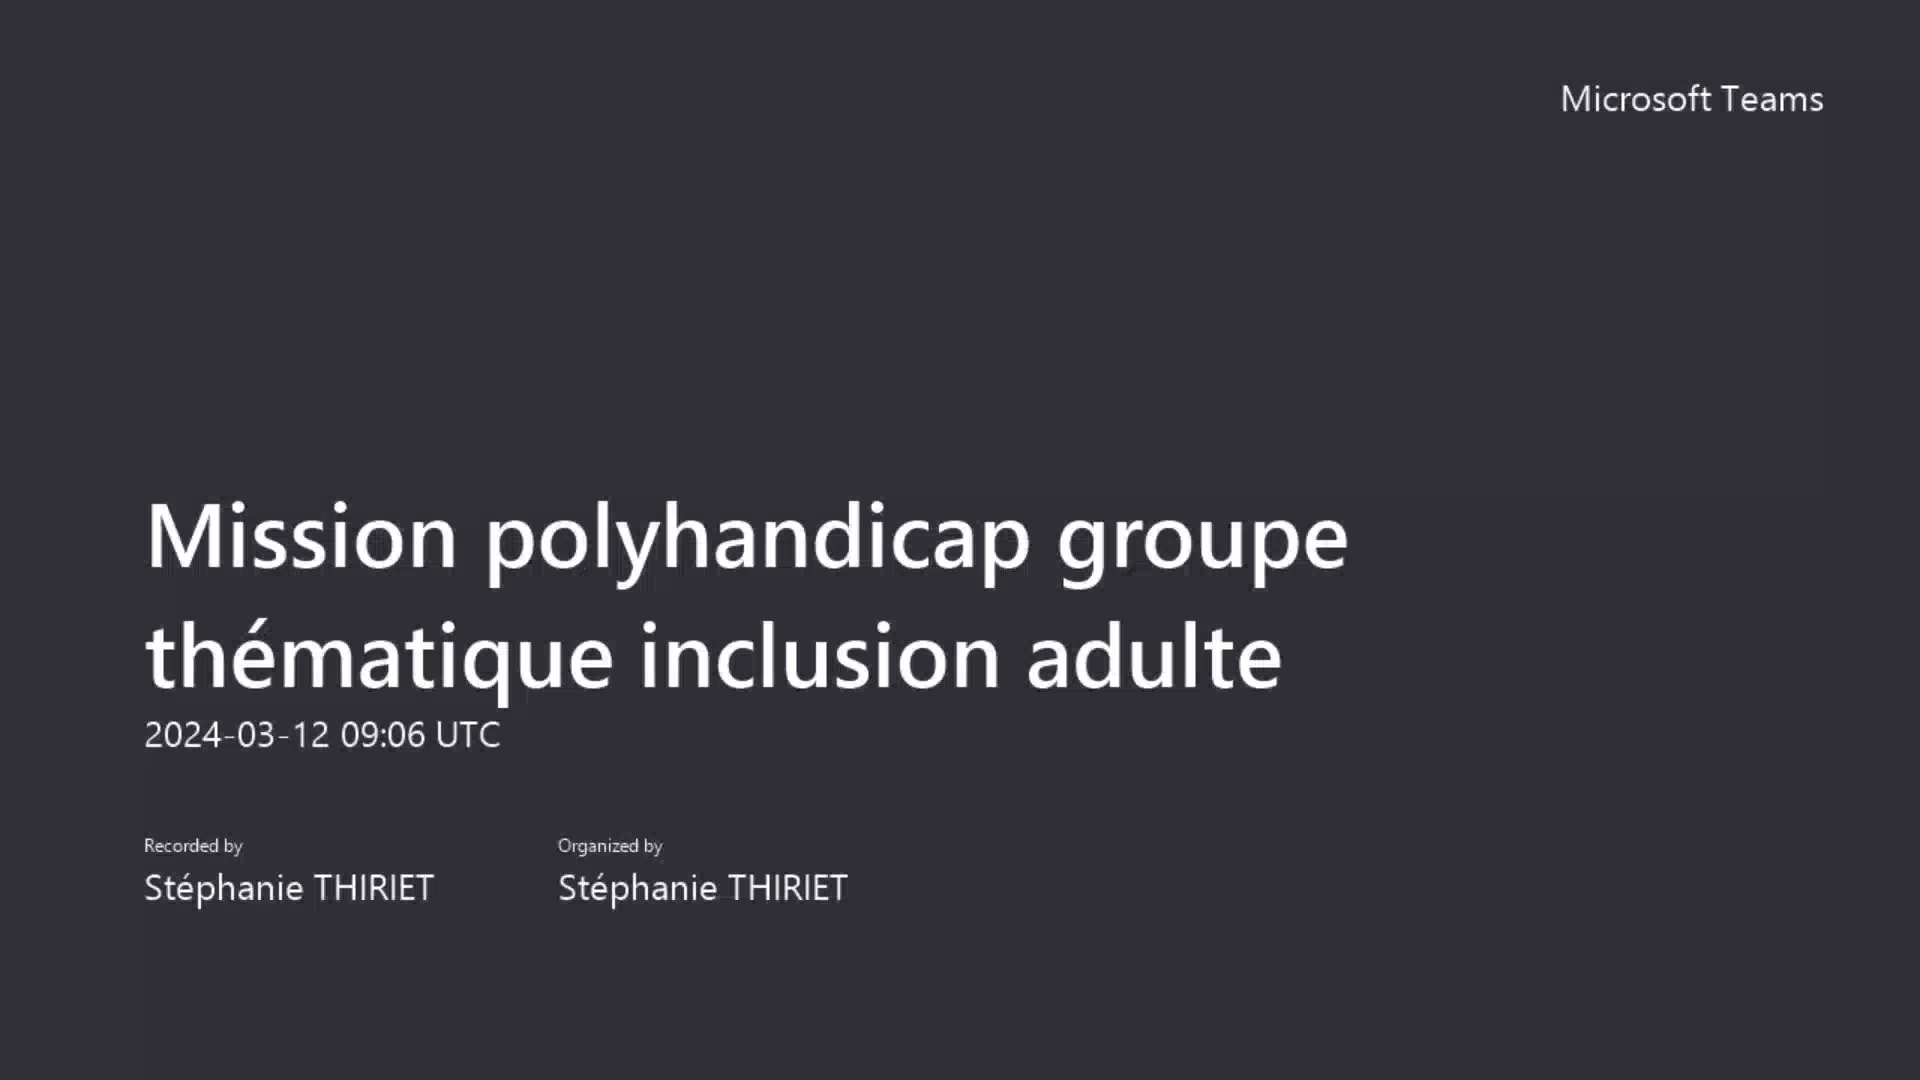 Microsoft Teams
Mission polyhandicap groupe
thématique inclusion adulte
2024-03-12 09:06 UTC
Recorded by
Stéphanie THIRIET
Organized by
Stéphanie THIRIET